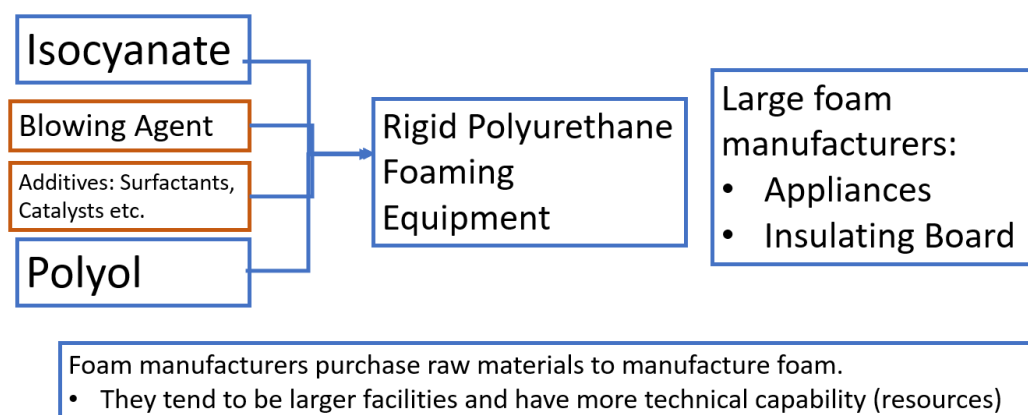 Isocyanate
Blowing Agent
Additives: Surfactants,
Catalysts etc.
Polyol
Rigid Polyurethane
Foaming
Equipment
Large foam
manufacturers:
• Appliances
• Insulating Board
Foam manufacturers purchase raw materials to manufacture foam.
• They tend to be larger facilities and have more technical capability (resources)